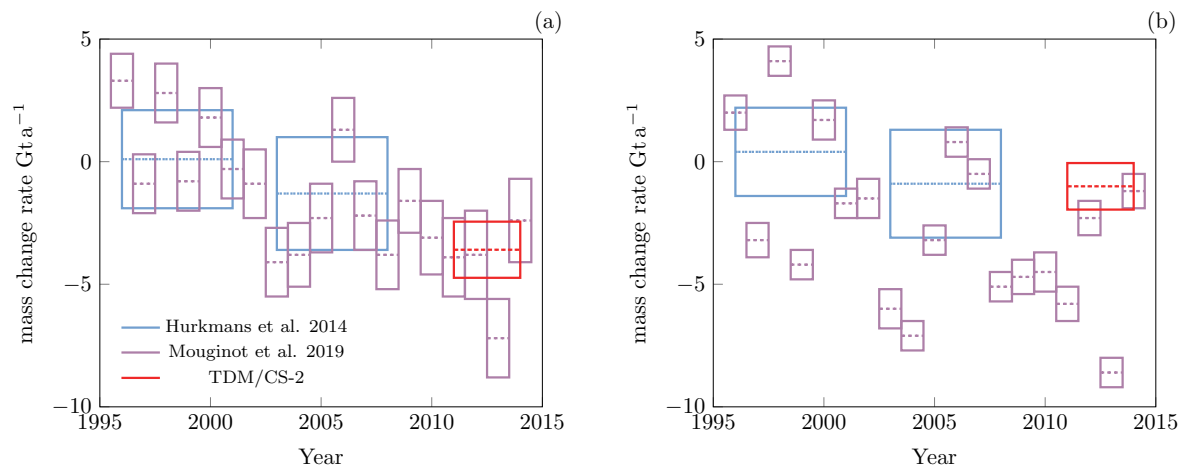 (a)
5
0
−5
−10
mass change rate Gt a⁻¹
Hurkmans et al. 2014
Mouginot et al. 2019
TDM/CS-2
1995 2000 2005 2010 2015
Year
(b)
5
0
−5
−10
mass change rate Gt a⁻¹
1995 2000 2005 2010 2015
Year